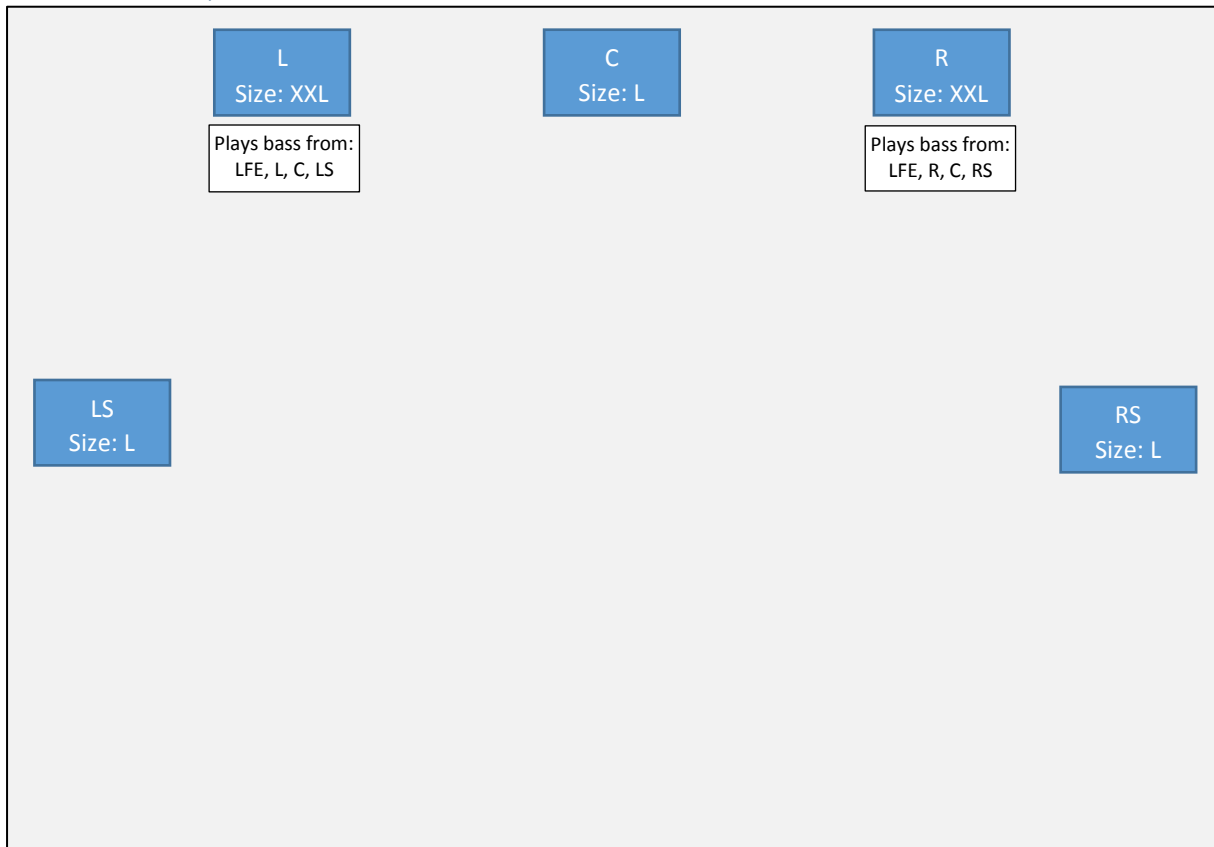 L
Size: XXL
C
Size: L
R
Size: XXL
Plays bass from:
LFE, L, C, LS
Plays bass from:
LFE, R, C, RS
LS
Size: L
RS
Size: L